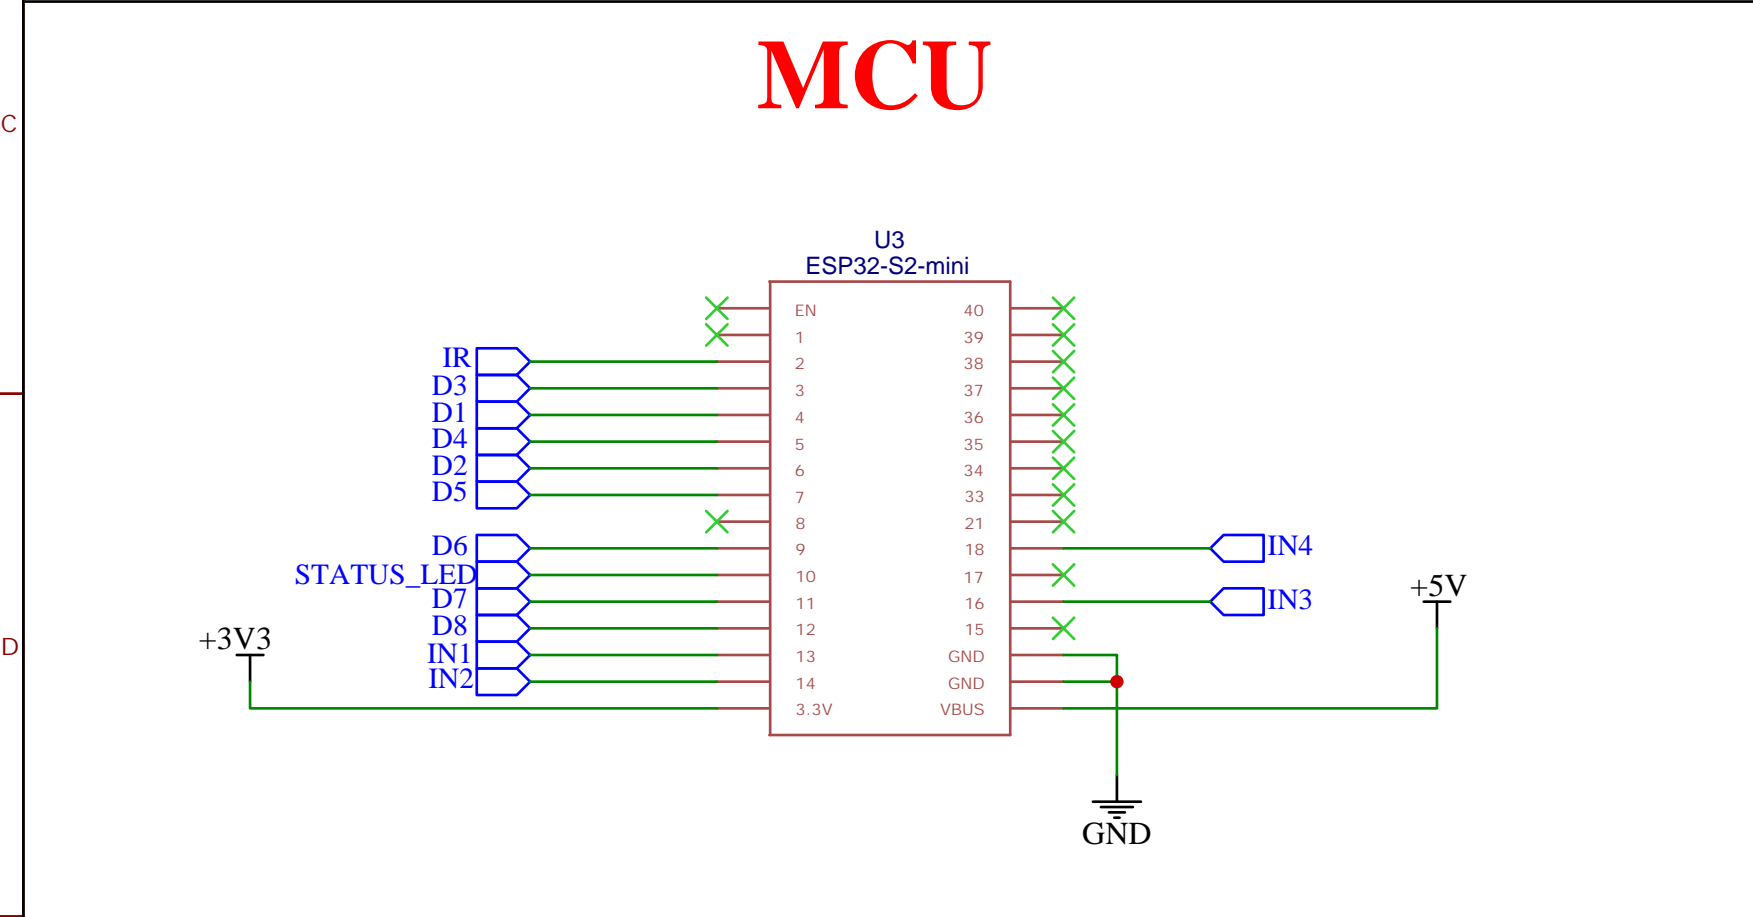 MCU
C
U3
ESP32-S2-mini
EN 40
1 39
IR 2 38
D3 3 37
D1 4 36
D4 5 35
D2 6 34
D5 7 33
8 21
D6 9 18 IN4
STATUS_LED 10 17
D7 11 16 IN3
+5V
D8 12 15
+3V3
D
IN1 13 GND
IN2 14 GND
3.3V VBUS
GND